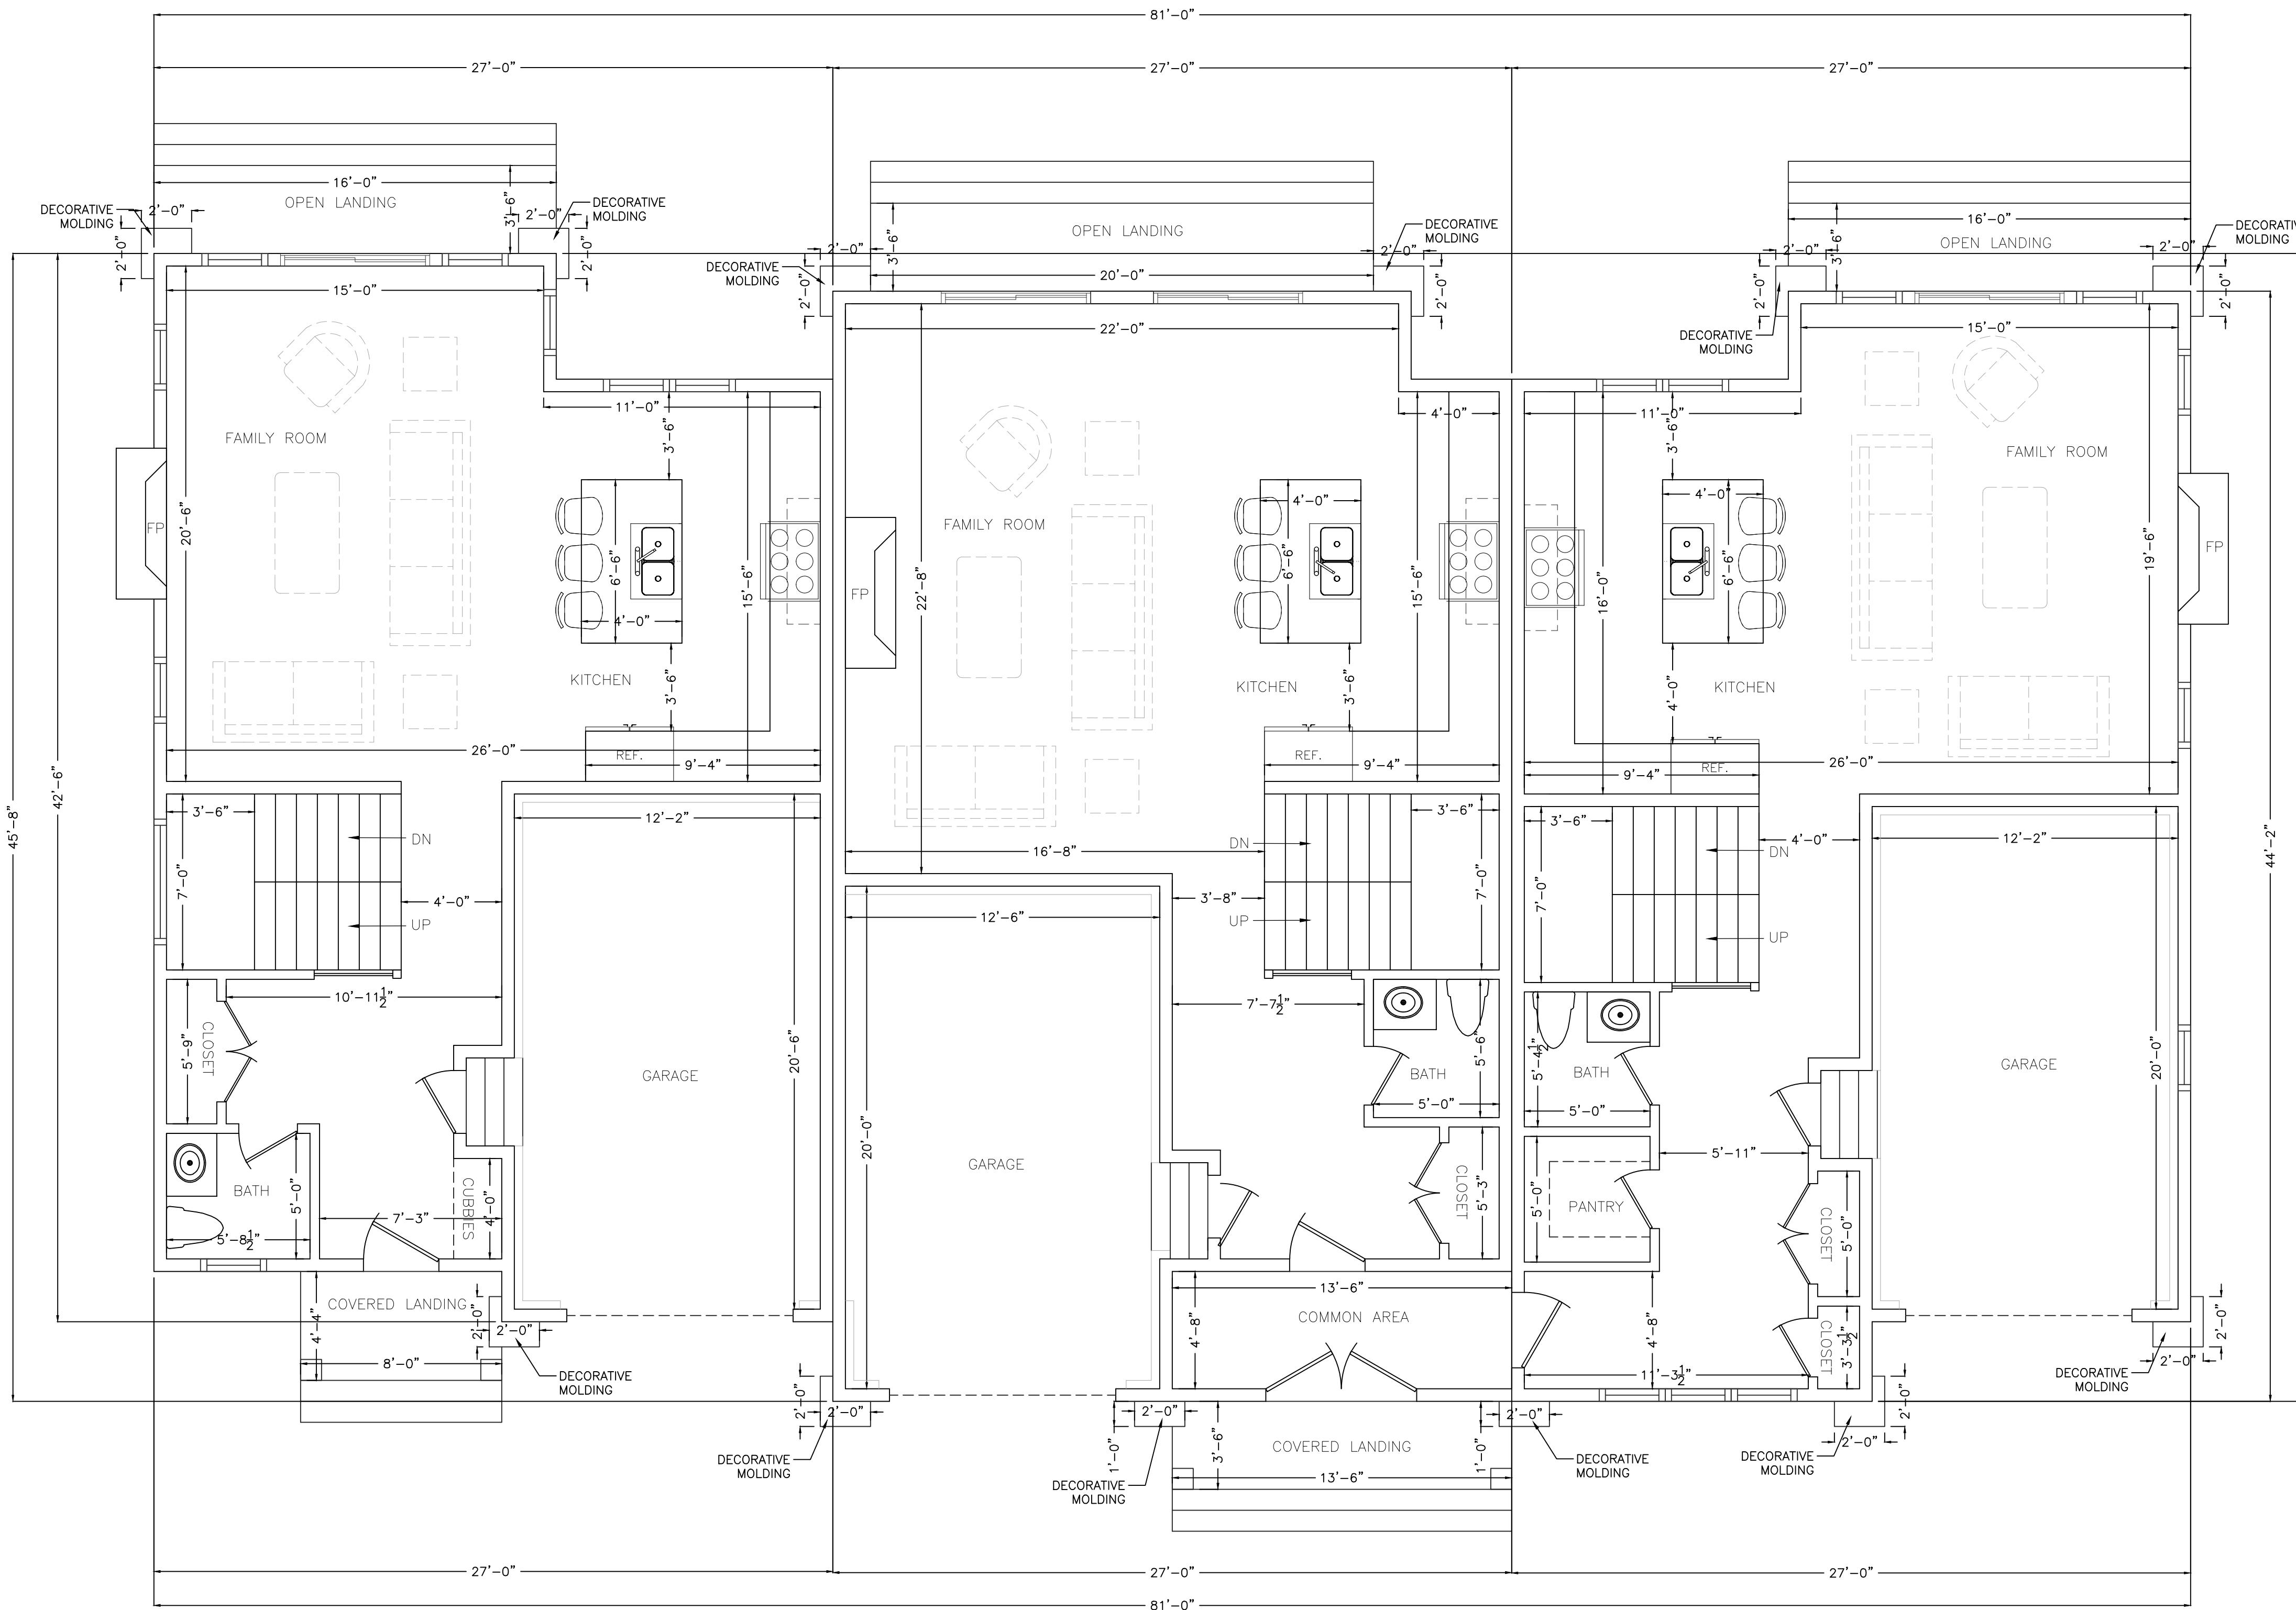 81'-0"
27'-0"
27'-0"
27'-0"
16'-0"
OPEN LANDING
3'-6"
DECORATIVE
MOLDING
2'-0"
2'-0"
2'-0"
2'-0"
DECORATIVE
MOLDING
OPEN LANDING
3'-6"
20'-0"
DECORATIVE
MOLDING
2'-0"
2'-0"
2'-0"
2'-0"
DECORATIVE
MOLDING
16'-0"
OPEN LANDING
3'-6"
2'-0"
2'-0"
DECORATIVE
MOLDING
2'-0"
2'-0"
MOLDING
15'-0"
11'-0"
3'-6"
FAMILY ROOM
FP
20'-6"
6'-6"
4'-0"
15'-6"
KITCHEN
3'-6"
26'-0"
REF.
9'-4"
22'-0"
4'-0"
FAMILY ROOM
FP
22'-8"
4'-0"
6'-6"
15'-6"
KITCHEN
3'-6"
REF.
9'-4"
16'-8"
15'-0"
11'-0"
3'-6"
FAMILY ROOM
FP
19'-6"
4'-0"
6'-6"
16'-0"
KITCHEN
4'-0"
26'-0"
REF.
9'-4"
45'-8"
42'-6"
44'-2"
3'-6"
7'-0"
DN
UP
4'-0"
12'-2"
10'-11 1/2"
CLOSET
5'-9"
20'-6"
GARAGE
BATH
5'-0"
5'-8 1/2"
7'-3"
CUBBIES
4'-0"
COVERED LANDING
4'-4"
8'-0"
2'-0"
2'-0"
DECORATIVE
MOLDING
DN
UP
3'-6"
7'-0"
3'-8"
12'-6"
20'-0"
GARAGE
7'-7 1/2"
BATH
5'-6"
5'-0"
CLOSET
5'-3"
13'-6"
COMMON AREA
4'-8"
2'-0"
2'-0"
DECORATIVE
MOLDING
2'-0"
1'-0"
DECORATIVE
MOLDING
COVERED LANDING
3'-6"
13'-6"
1'-0"
2'-0"
DECORATIVE
MOLDING
3'-6"
7'-0"
DN
UP
4'-0"
12'-2"
GARAGE
20'-0"
5'-4 1/2"
BATH
5'-0"
5'-11"
PANTRY
5'-0"
CLOSET
5'-0"
CLOSET
3'-3 1/2"
4'-8"
11'-3 1/2"
2'-0"
2'-0"
DECORATIVE
MOLDING
2'-0"
2'-0"
DECORATIVE
MOLDING
27'-0"
27'-0"
27'-0"
81'-0"